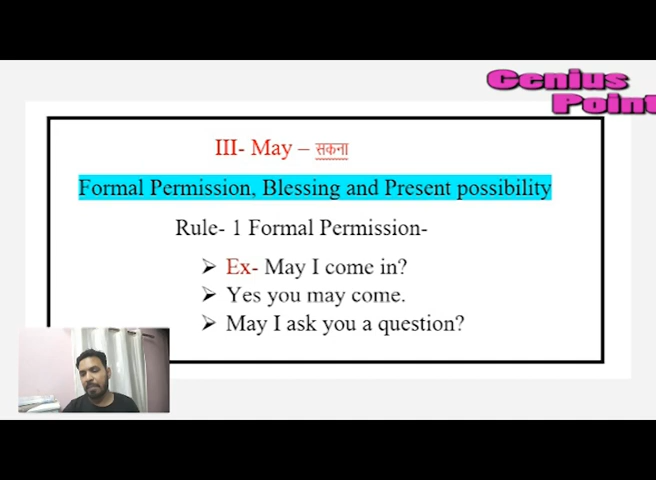 Genius
Point
III- May – सकना
Formal Permission, Blessing and Present possibility
Rule- 1 Formal Permission-
➤ Ex- May I come in?
➤ Yes you may come.
➤ May I ask you a question?